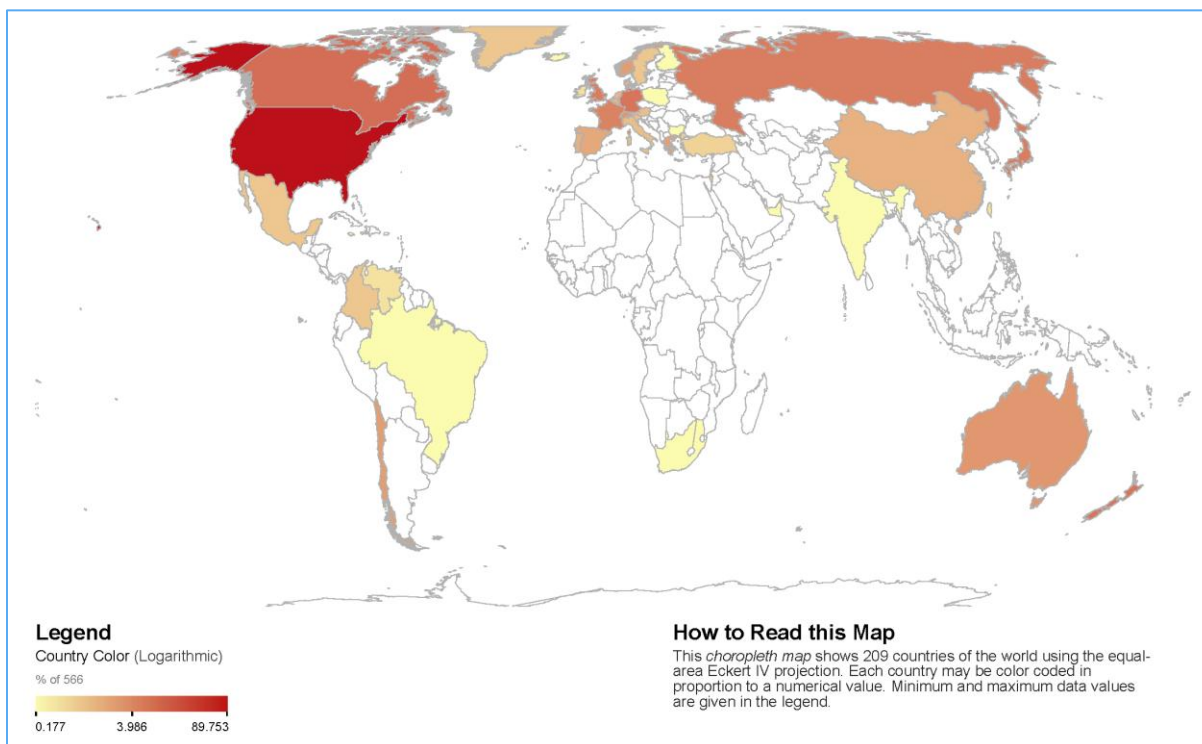 Legend
Country Color (Logarithmic)
% of 566
0.177 3.986 89.753
How to Read this Map
This choropleth map shows 209 countries of the world using the equal-
area Eckert IV projection. Each country may be color coded in
proportion to a numerical value. Minimum and maximum data values
are given in the legend.